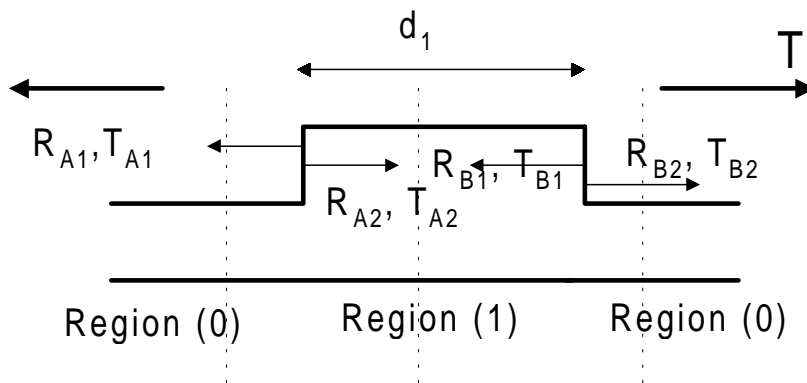 d1
T
RA1,TA1
RB1, TB1
RB2, TB2
RA2, TA2
Region (0)
Region (1)
Region (0)